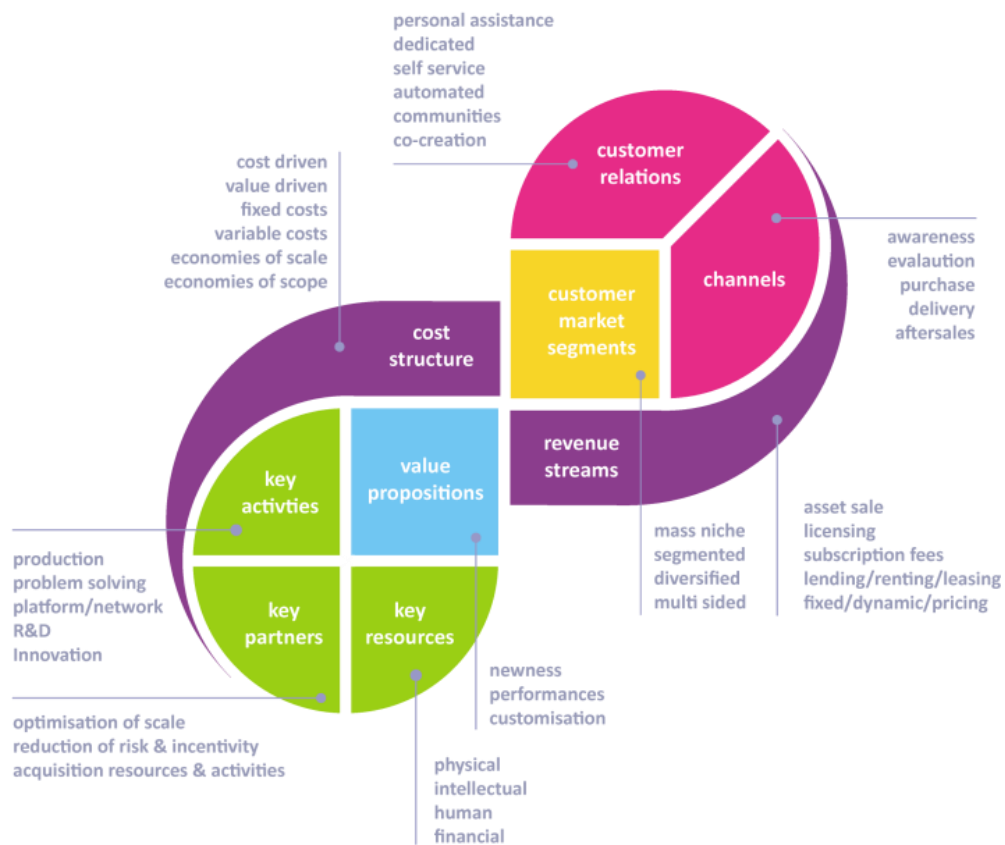 personal assistance
dedicated
self service
automated
communities
co-creation
customer
relations
cost driven
value driven
fixed costs
variable costs
economies of scale
economies of scope
awareness
evalaution
purchase
delivery
aftersales
channels
customer
market
segments
cost
structure
revenue
streams
key
activties
value
propositions
key
partners
key
resources
production
problem solving
platform/network
R&D
Innovation
mass niche
segmented
diversified
multi sided
asset sale
licensing
subscription fees
lending/renting/leasing
fixed/dynamic/pricing
optimisation of scale
reduction of risk & incentivity
acquisition resources & activities
newness
performances
customisation
physical
intellectual
human
financial